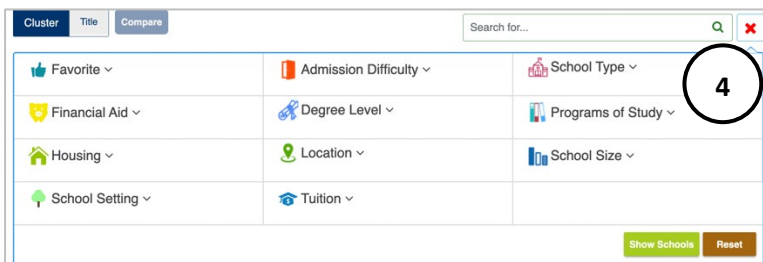 Cluster Title Compare Search for...
Favorite Admission Difficulty School Type
4
Financial Aid Degree Level Programs of Study
Housing Location School Size
School Setting Tuition
Show Schools Reset